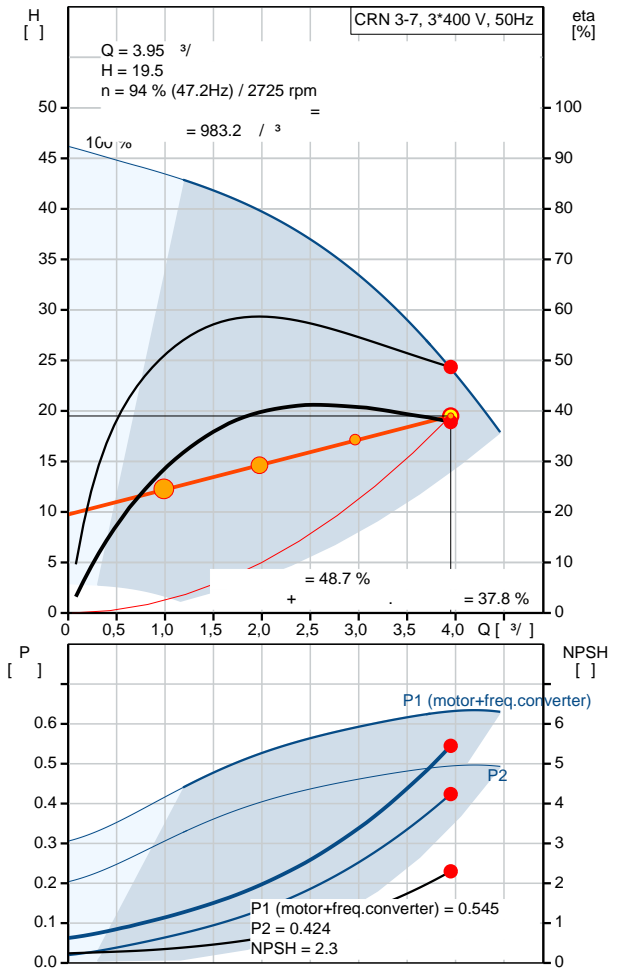 H
[ ]
CRN 3-7, 3*400 V, 50Hz
eta
[%]
Q = 3.95 ³/
H = 19.5
n = 94 % (47.2Hz) / 2725 rpm
=
= 983.2 / ³
100 %
50
45
40
35
30
25
20
15
10
5
0
100
90
80
70
60
50
40
30
20
10
0
= 48.7 %
+ . = 37.8 %
0 0,5 1,0 1,5 2,0 2,5 3,0 3,5 4,0 Q [ ³/ ]
P
[ ]
NPSH
[ ]
P1 (motor+freq.converter)
P2
0.6
0.5
0.4
0.3
0.2
0.1
0.0
6
5
4
3
2
1
0
P1 (motor+freq.converter) = 0.545
P2 = 0.424
NPSH = 2.3